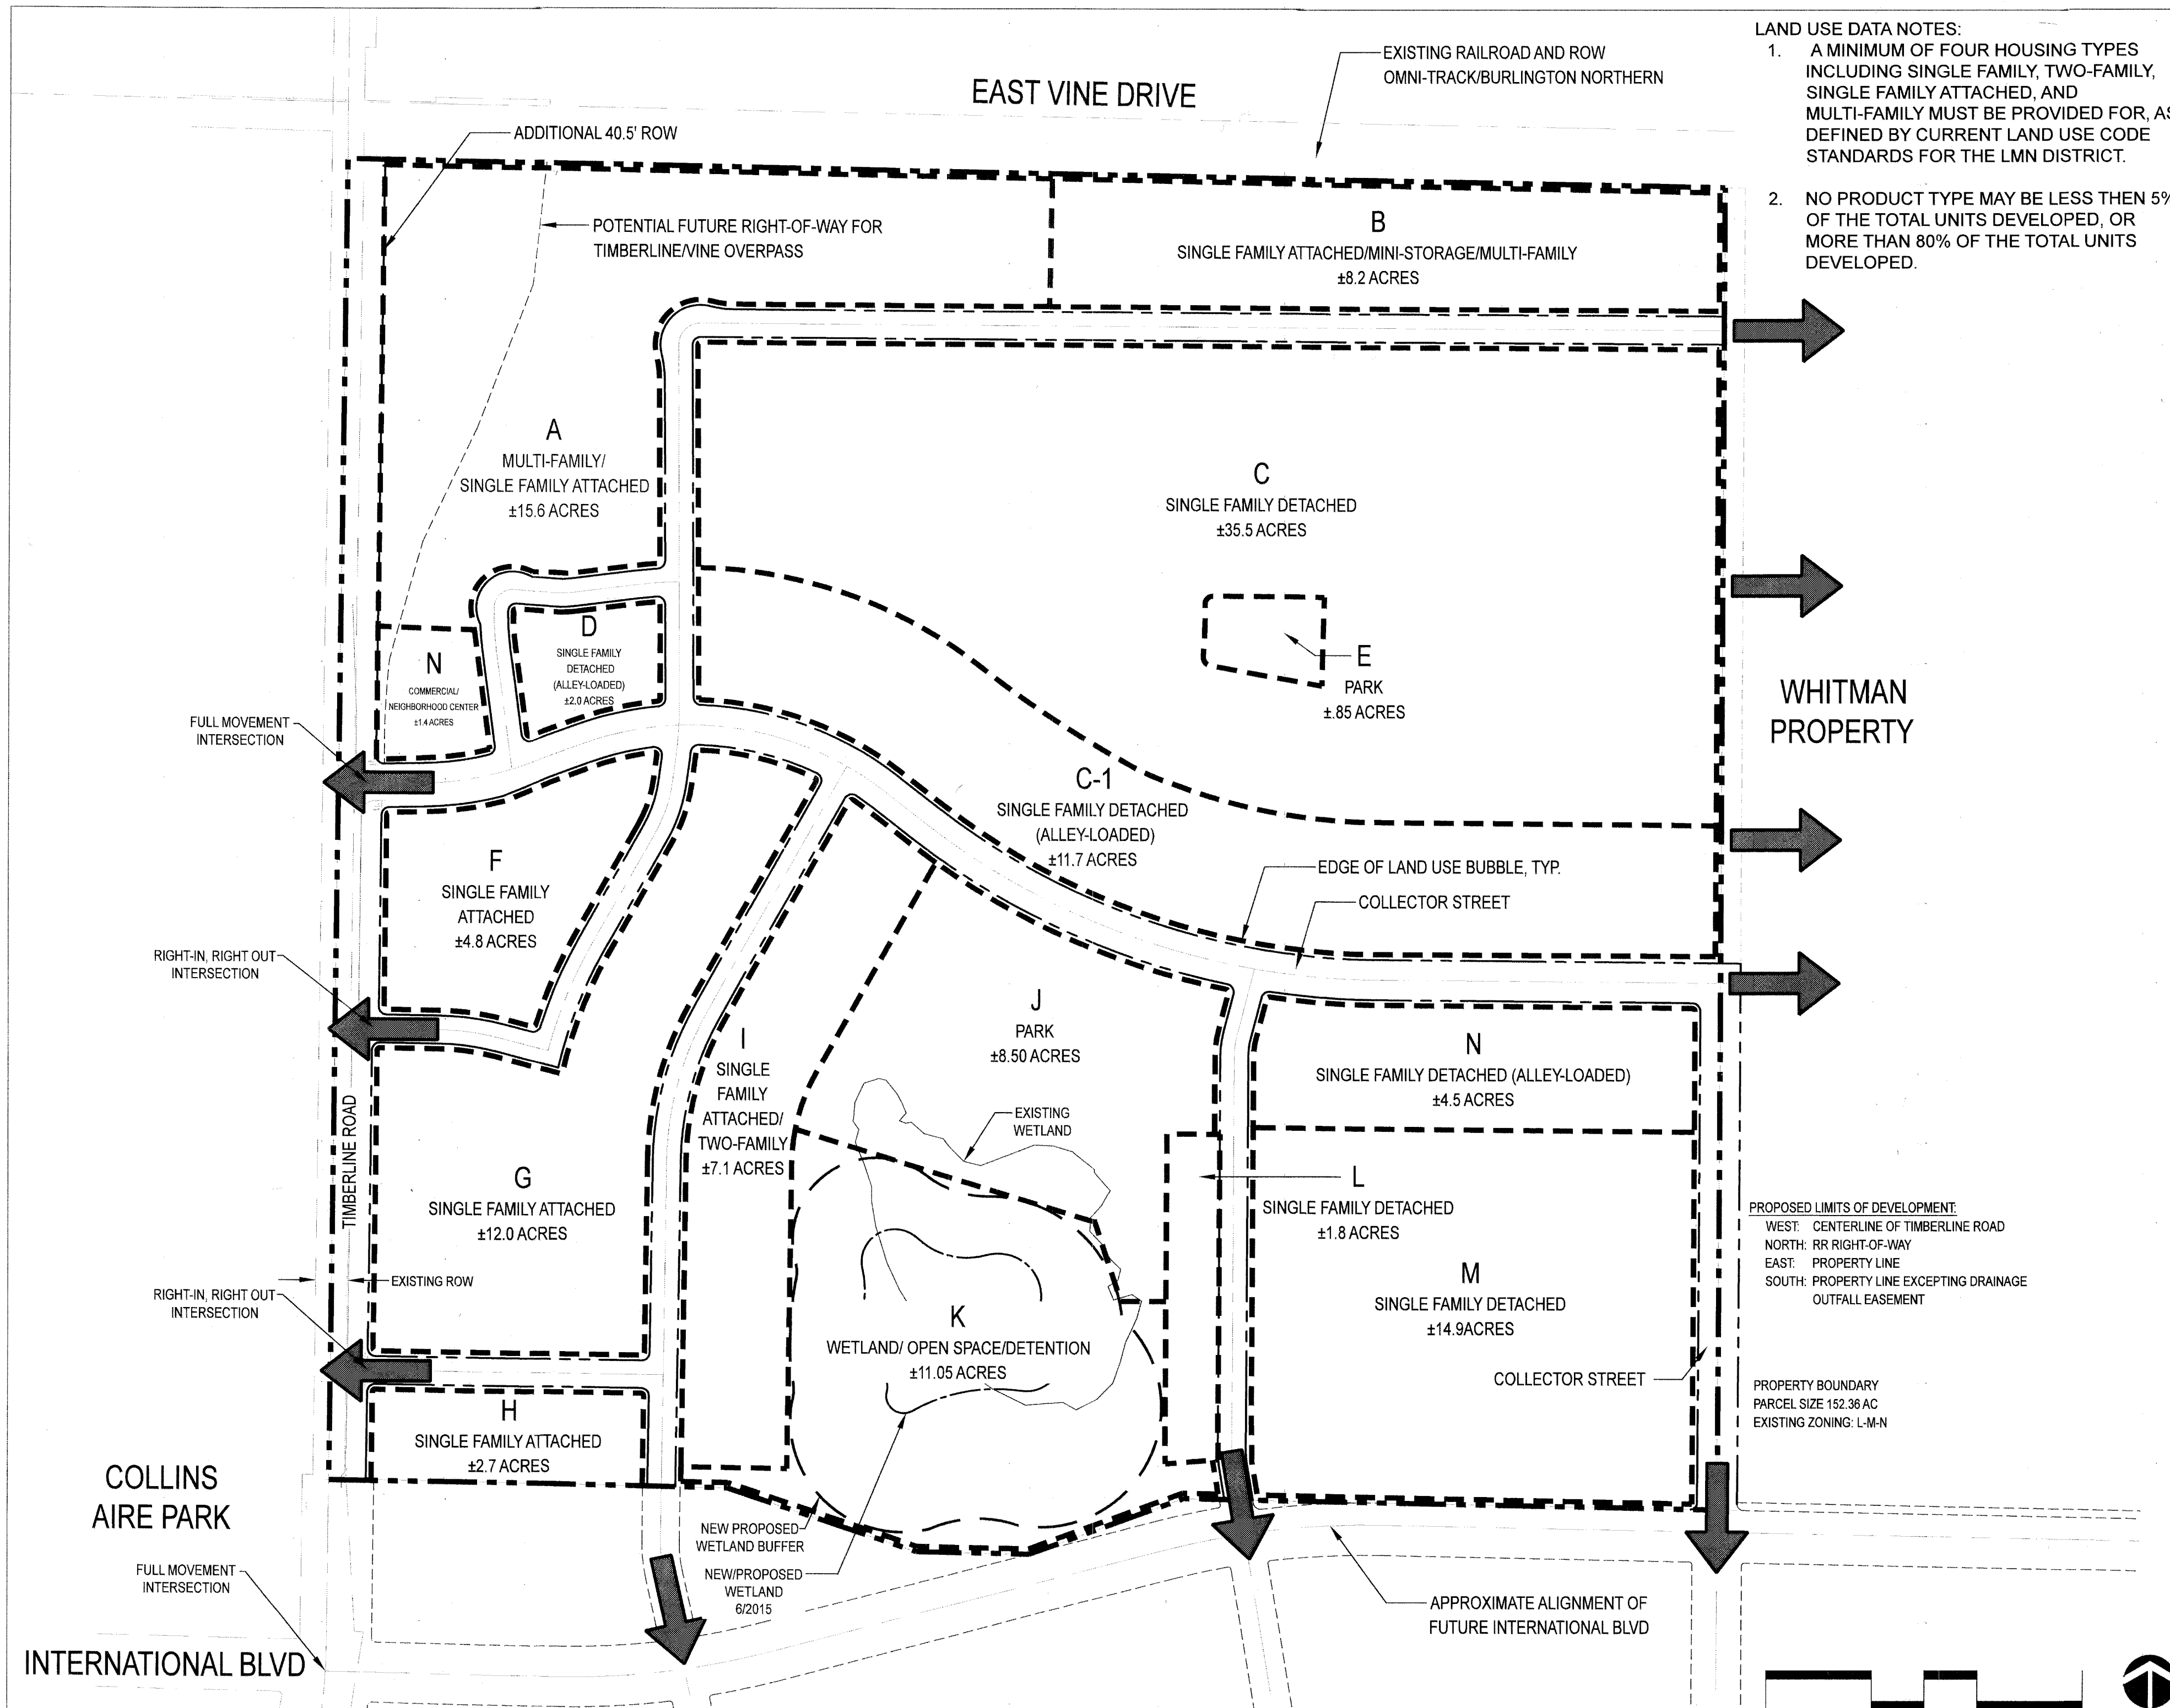 LAND USE DATA NOTES:
1. A MINIMUM OF FOUR HOUSING TYPES
INCLUDING SINGLE FAMILY, TWO-FAMILY,
SINGLE FAMILY ATTACHED, AND
MULTI-FAMILY MUST BE PROVIDED FOR, AS
DEFINED BY CURRENT LAND USE CODE
STANDARDS FOR THE LMN DISTRICT.
2. NO PRODUCT TYPE MAY BE LESS THEN 5%
OF THE TOTAL UNITS DEVELOPED, OR
MORE THAN 80% OF THE TOTAL UNITS
DEVELOPED.
EXISTING RAILROAD AND ROW
OMNI-TRACK/BURLINGTON NORTHERN
EAST VINE DRIVE
ADDITIONAL 40.5' ROW
POTENTIAL FUTURE RIGHT-OF-WAY FOR
TIMBERLINE/VINE OVERPASS
B
SINGLE FAMILY ATTACHED/MINI-STORAGE/MULTI-FAMILY
±8.2 ACRES
A
MULTI-FAMILY/
SINGLE FAMILY ATTACHED
±15.6 ACRES
C
SINGLE FAMILY DETACHED
±35.5 ACRES
D
SINGLE FAMILY
DETACHED
(ALLEY-LOADED)
±2.0 ACRES
N
COMMERCIAL/
NEIGHBORHOOD CENTER
±1.4 ACRES
E
PARK
±.85 ACRES
WHITMAN
PROPERTY
FULL MOVEMENT
INTERSECTION
C-1
SINGLE FAMILY DETACHED
(ALLEY-LOADED)
±11.7 ACRES
EDGE OF LAND USE BUBBLE, TYP.
COLLECTOR STREET
F
SINGLE FAMILY
ATTACHED
±4.8 ACRES
RIGHT-IN, RIGHT OUT
INTERSECTION
J
PARK
±8.50 ACRES
I
SINGLE
FAMILY
ATTACHED/
TWO-FAMILY
±7.1 ACRES
N
SINGLE FAMILY DETACHED (ALLEY-LOADED)
±4.5 ACRES
EXISTING
WETLAND
TIMBERLINE ROAD
G
SINGLE FAMILY ATTACHED
±12.0 ACRES
L
SINGLE FAMILY DETACHED
±1.8 ACRES
PROPOSED LIMITS OF DEVELOPMENT:
WEST: CENTERLINE OF TIMBERLINE ROAD
NORTH: RR RIGHT-OF-WAY
EAST: PROPERTY LINE
SOUTH: PROPERTY LINE EXCEPTING DRAINAGE
OUTFALL EASEMENT
EXISTING ROW
RIGHT-IN, RIGHT OUT
INTERSECTION
M
SINGLE FAMILY DETACHED
±14.9ACRES
K
WETLAND/ OPEN SPACE/DETENTION
±11.05 ACRES
COLLECTOR STREET
PROPERTY BOUNDARY
PARCEL SIZE 152.36 AC
EXISTING ZONING: L-M-N
H
SINGLE FAMILY ATTACHED
±2.7 ACRES
COLLINS
AIRE PARK
NEW PROPOSED
WETLAND BUFFER
NEW/PROPOSED
WETLAND
6/2015
FULL MOVEMENT
INTERSECTION
APPROXIMATE ALIGNMENT OF
FUTURE INTERNATIONAL BLVD
INTERNATIONAL BLVD